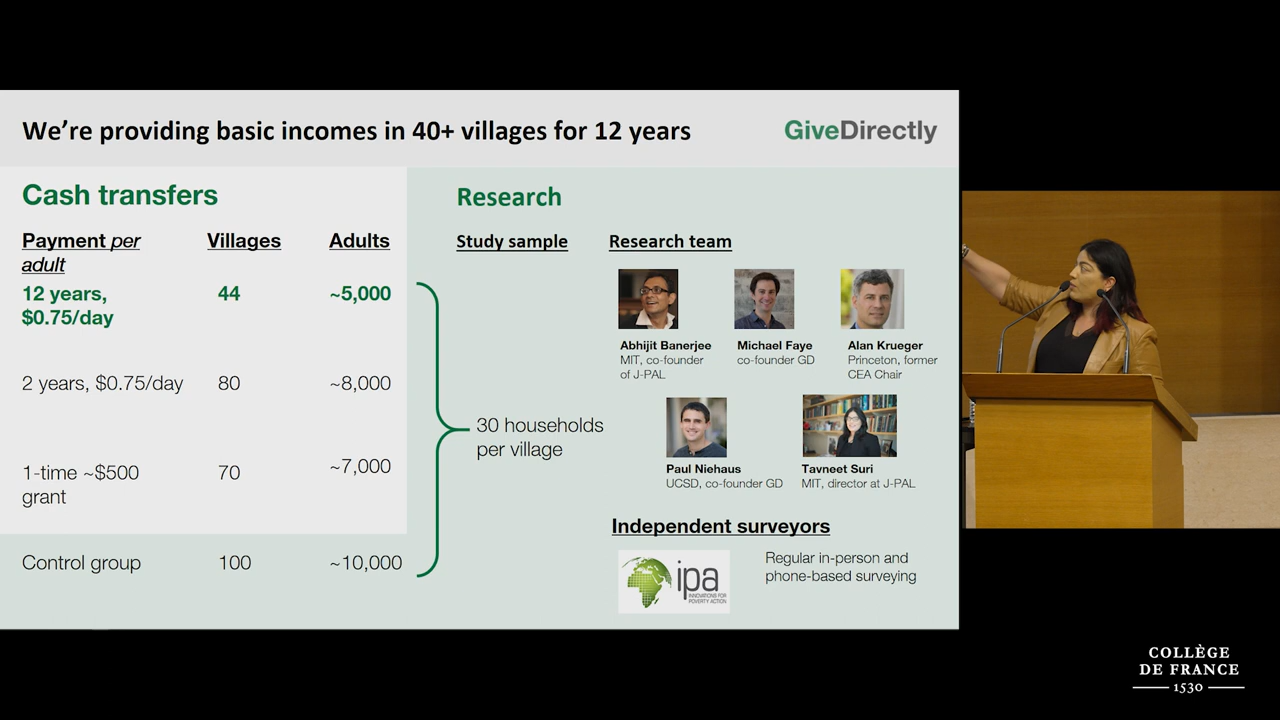 We're providing basic incomes in 40+ villages for 12 years
GiveDirectly
Cash transfers
Payment per
adult
Villages
Adults
12 years,
$0.75/day
44
~5,000
2 years, $0.75/day
80
~8,000
1-time ~$500
grant
70
~7,000
Control group
100
~10,000
Research
Study sample
Research team
30 households
per village
Abhijit Banerjee
MIT, co-founder
of J-PAL
Michael Faye
co-founder GD
Alan Krueger
Princeton, former
CEA Chair
Paul Niehaus
UCSD, co-founder GD
Tavneet Suri
MIT, director at J-PAL
Independent surveyors
ipa
INNOVATIONS FOR
POVERTY ACTION
Regular in-person and
phone-based surveying
COLLÈGE
DE FRANCE
1530